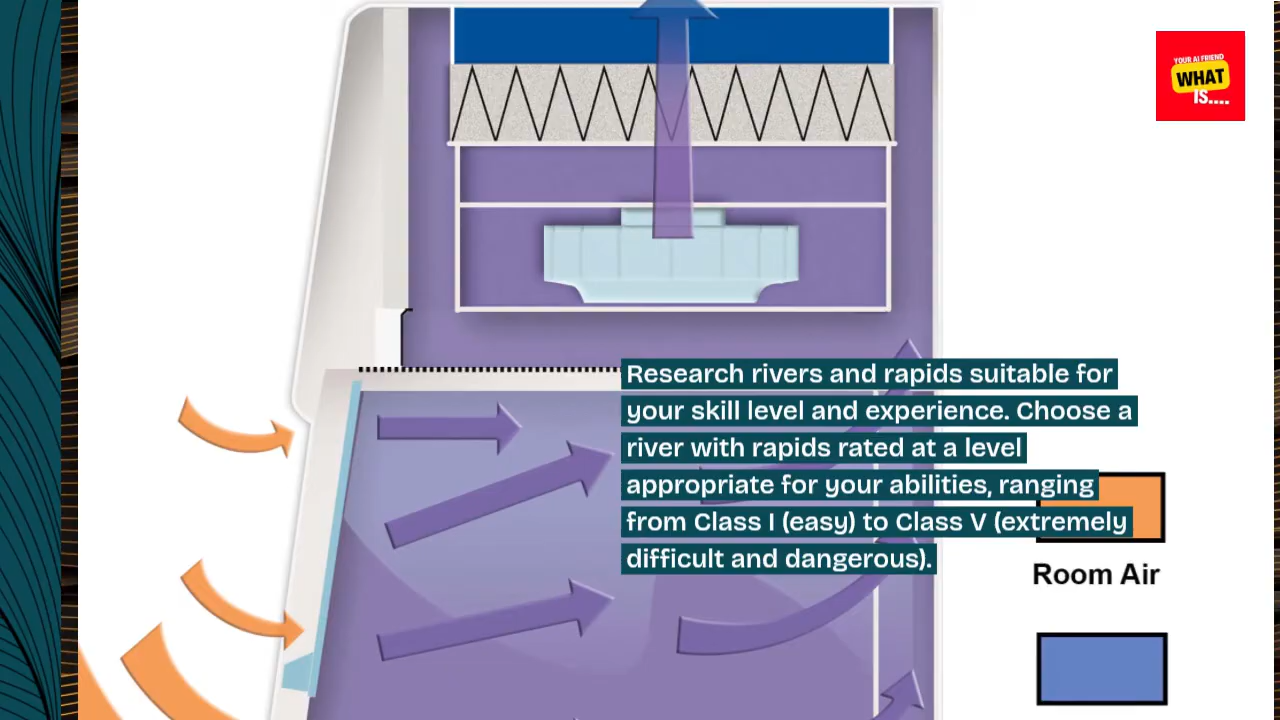 YOUR AI FRIEND
WHAT
IS....
Research rivers and rapids suitable for
your skill level and experience. Choose a
river with rapids rated at a level
appropriate for your abilities, ranging
from Class I (easy) to Class V (extremely
difficult and dangerous).
Room Air